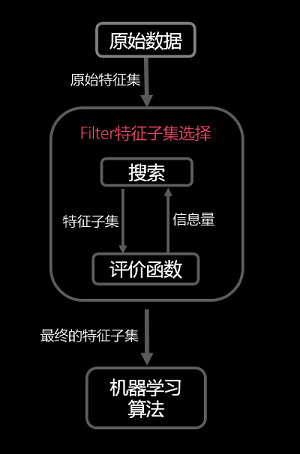 原始数据
原始特征集
Filter特征子集选择
搜索
特征子集
信息量
评价函数
最终的特征子集
机器学习
算法